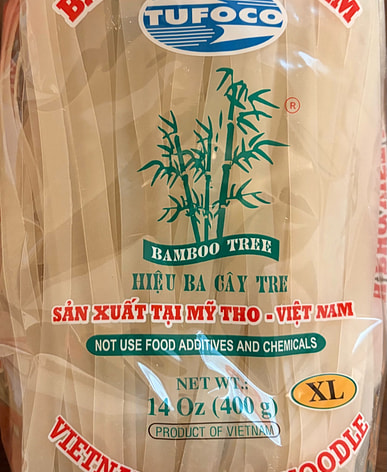 TUFOCO
®
BAMBOO TREE
HIỆU BA CÂY TRE
SẢN XUẤT TẠI MỸ THO - VIỆT NAM
NOT USE FOOD ADDITIVES AND CHEMICALS
NET WT.:
14 Oz (400 g)
XL
PRODUCT OF VIETNAM